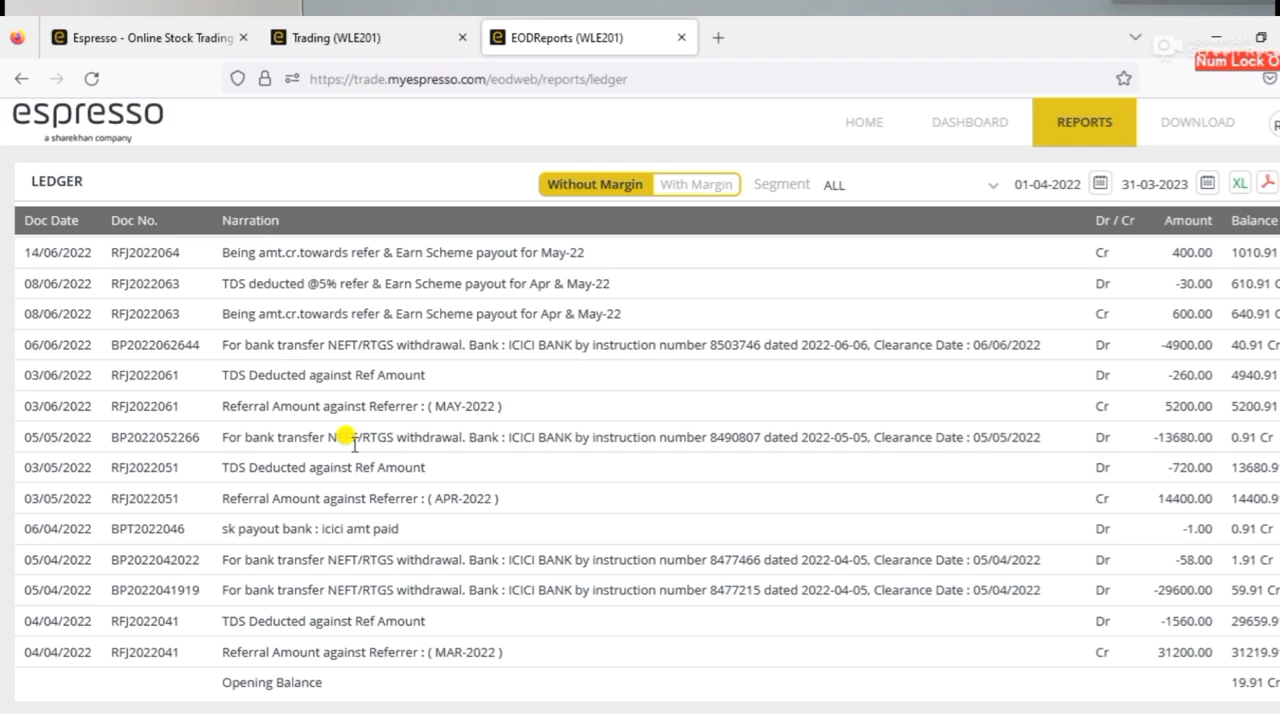 Espresso - Online Stock Trading
Trading (WLE201)
EODReports (WLE201)
Num Lock O
https://trade.myespresso.com/eodweb/reports/ledger
espresso
a sharekhan company
HOME DASHBOARD REPORTS DOWNLOAD
LEDGER Without Margin With Margin Segment ALL 01-04-2022 31-03-2023 XL
Doc Date Doc No. Narration Dr / Cr Amount Balance
14/06/2022 RFJ2022064 Being amt.cr.towards refer & Earn Scheme payout for May-22 Cr 400.00 1010.91
08/06/2022 RFJ2022063 TDS deducted @5% refer & Earn Scheme payout for Apr & May-22 Dr -30.00 610.91 C
08/06/2022 RFJ2022063 Being amt.cr.towards refer & Earn Scheme payout for Apr & May-22 Cr 600.00 640.91
06/06/2022 BP2022062644 For bank transfer NEFT/RTGS withdrawal. Bank : ICICI BANK by instruction number 8503746 dated 2022-06-06, Clearance Date : 06/06/2022 Dr -4900.00 40.91 Cr
03/06/2022 RFJ2022061 TDS Deducted against Ref Amount Dr -260.00 4940.91
03/06/2022 RFJ2022061 Referral Amount against Referrer : ( MAY-2022 ) Cr 5200.00 5200.91
05/05/2022 BP2022052266 For bank transfer NEFT/RTGS withdrawal. Bank : ICICI BANK by instruction number 8490807 dated 2022-05-05, Clearance Date : 05/05/2022 Dr -13680.00 0.91 Cr
03/05/2022 RFJ2022051 TDS Deducted against Ref Amount Dr -720.00 13680.9
03/05/2022 RFJ2022051 Referral Amount against Referrer : ( APR-2022 ) Cr 14400.00 14400.9
06/04/2022 BPT2022046 sk payout bank : icici amt paid Dr -1.00 0.91 Cr
05/04/2022 BP2022042022 For bank transfer NEFT/RTGS withdrawal. Bank : ICICI BANK by instruction number 8477466 dated 2022-04-05, Clearance Date : 05/04/2022 Dr -58.00 1.91 Cr
05/04/2022 BP2022041919 For bank transfer NEFT/RTGS withdrawal. Bank : ICICI BANK by instruction number 8477215 dated 2022-04-05, Clearance Date : 05/04/2022 Dr -29600.00 59.91 Cr
04/04/2022 RFJ2022041 TDS Deducted against Ref Amount Dr -1560.00 29659.9
04/04/2022 RFJ2022041 Referral Amount against Referrer : ( MAR-2022 ) Cr 31200.00 31219.9
Opening Balance 19.91 Cr